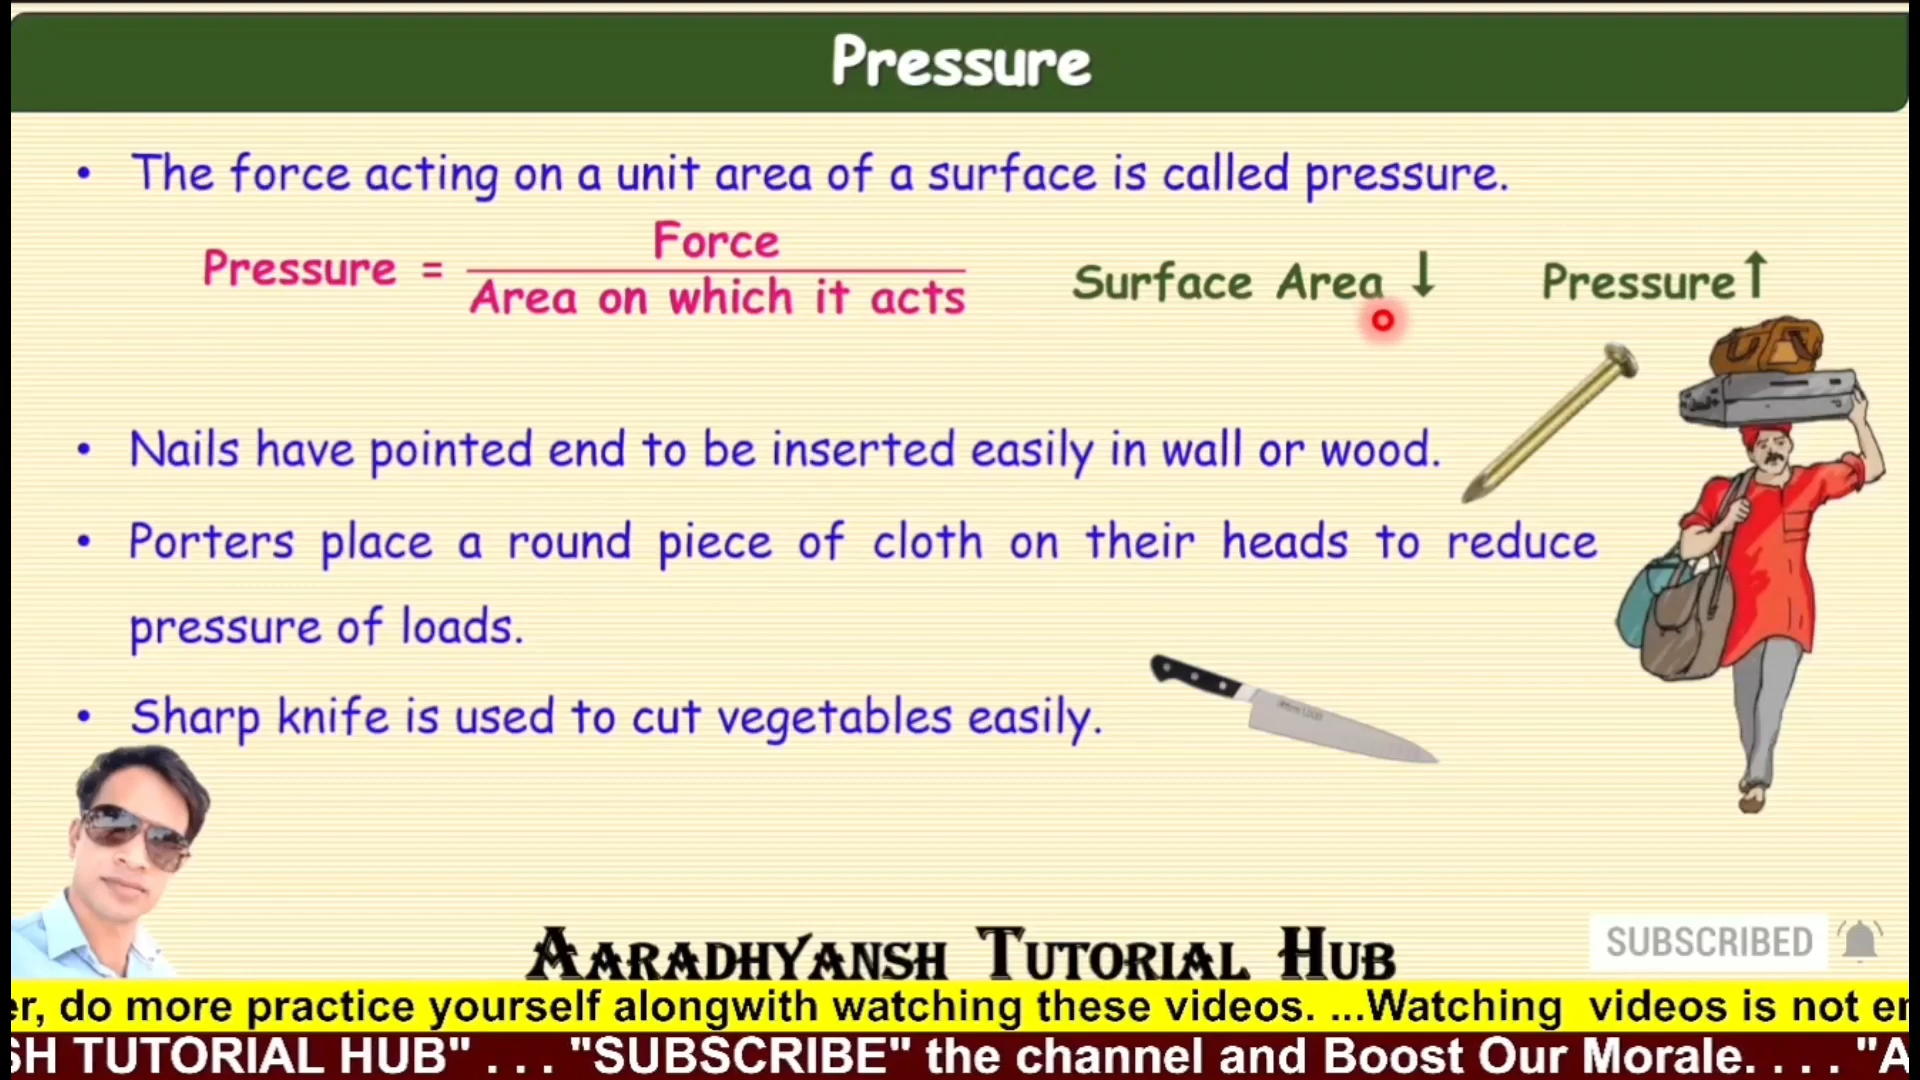 Pressure
• The force acting on a unit area of a surface is called pressure.
Force
Pressure =
Area on which it acts
Surface Area ↓ Pressure ↑
• Nails have pointed end to be inserted easily in wall or wood.
• Porters place a round piece of cloth on their heads to reduce
pressure of loads.
• Sharp knife is used to cut vegetables easily.
AARADHYANSH TUTORIAL HUB
SUBSCRIBED
er, do more practice yourself alongwith watching these videos. ...Watching videos is not er
SH TUTORIAL HUB" . . . "SUBSCRIBE" the channel and Boost Our Morale. . . . "A